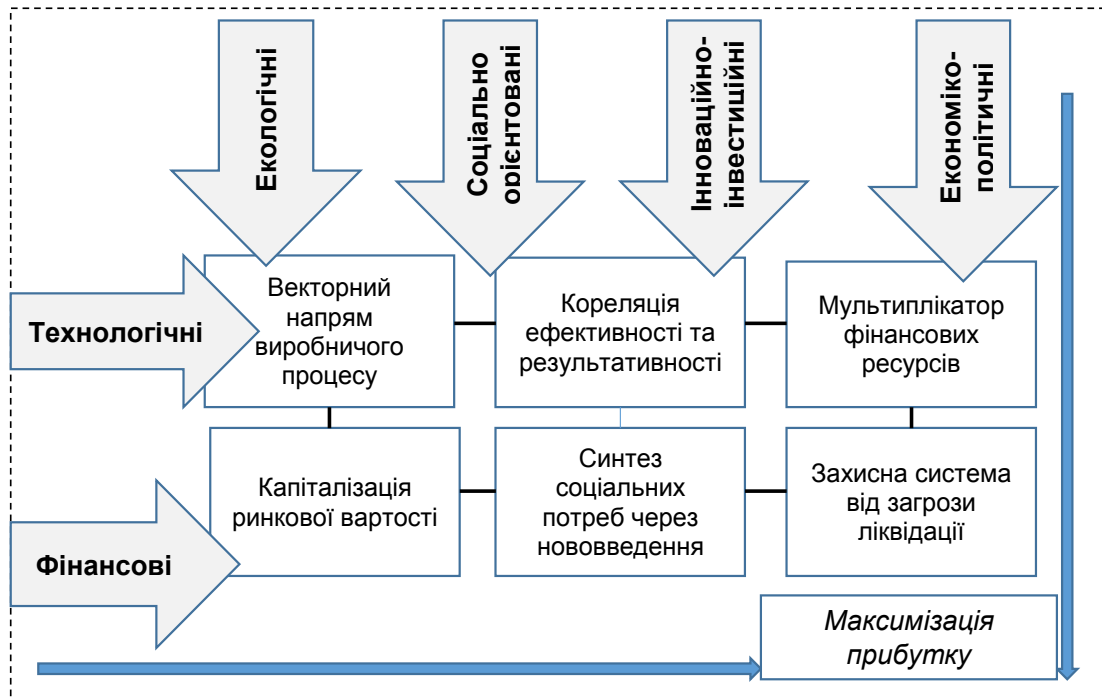 Екологічні
Соціально
орієнтовані
Інноваційно-
інвестиційні
Економіко-
політичні
Технологічні
Векторний
напрям
виробничого
процесу
Кореляція
ефективності та
результативності
Мультиплікатор
фінансових
ресурсів
Фінансові
Капіталізація
ринкової вартості
Синтез
соціальних
потреб через
нововведення
Захисна система
від загрози
ліквідації
Максимізація
прибутку